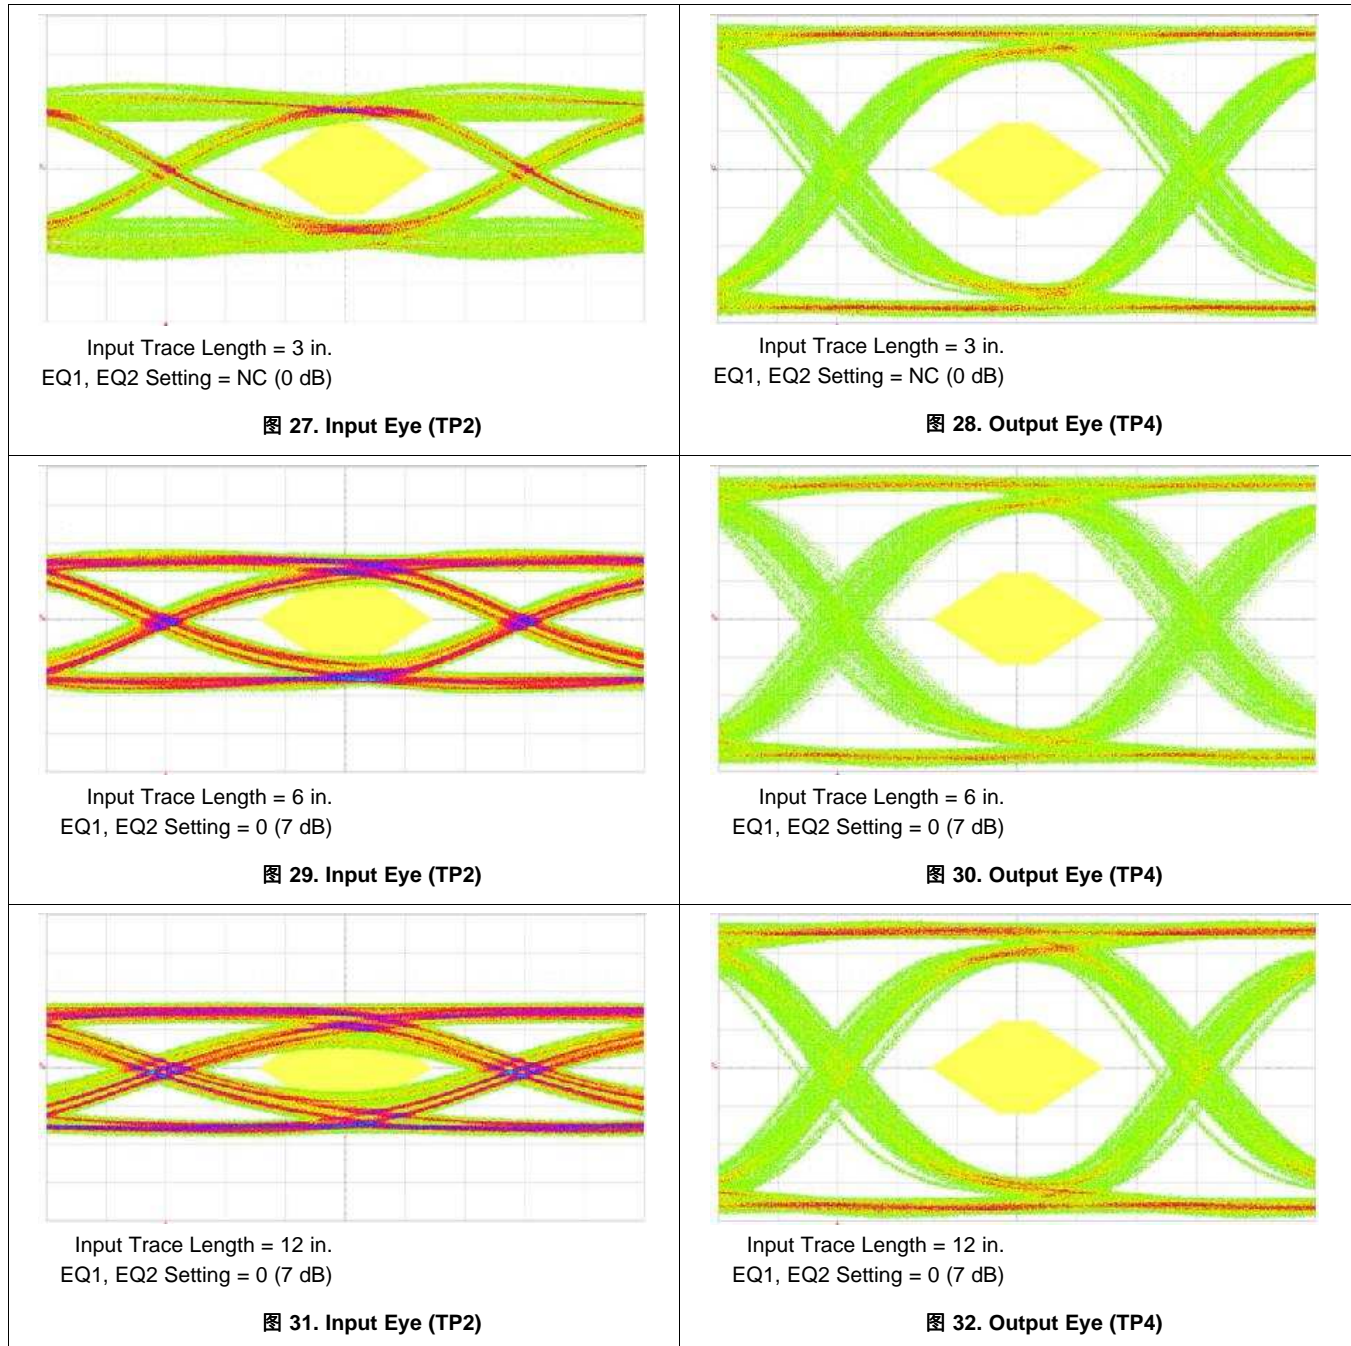 Input Trace Length = 3 in.
EQ1, EQ2 Setting = NC (0 dB)
图 27. Input Eye (TP2)
Input Trace Length = 3 in.
EQ1, EQ2 Setting = NC (0 dB)
图 28. Output Eye (TP4)
Input Trace Length = 6 in.
EQ1, EQ2 Setting = 0 (7 dB)
图 29. Input Eye (TP2)
Input Trace Length = 6 in.
EQ1, EQ2 Setting = 0 (7 dB)
图 30. Output Eye (TP4)
Input Trace Length = 12 in.
EQ1, EQ2 Setting = 0 (7 dB)
图 31. Input Eye (TP2)
Input Trace Length = 12 in.
EQ1, EQ2 Setting = 0 (7 dB)
图 32. Output Eye (TP4)